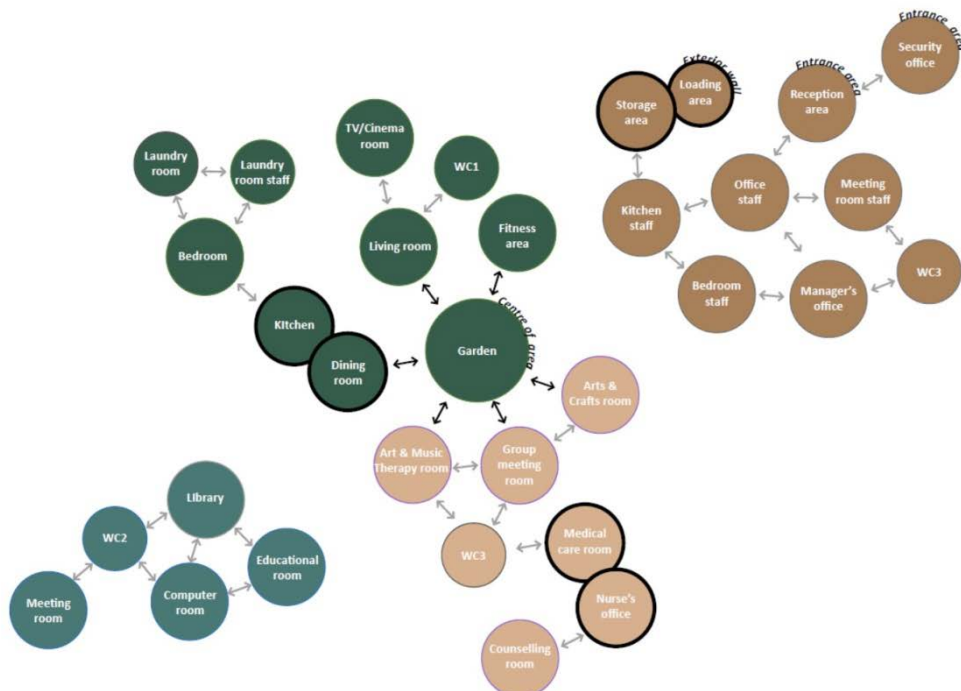 Entrance area
Security
office
Entrance area
Reception
area
Exterior wall
Loading
area
Storage
area
TV/Cinema
room
WC1
Laundry
room
Laundry
room staff
Office
staff
Meeting
room staff
Kitchen
staff
Fitness
area
Living room
Bedroom
WC3
Bedroom
staff
Manager's
office
KItchen
Centre of area
Garden
Dining
room
Arts &
Crafts room
Art & Music
Therapy room
Group
meeting
room
LIbrary
WC2
Educational
room
Medical
care room
WC3
Computer
room
Meeting
room
Nurse's
office
Counselling
room